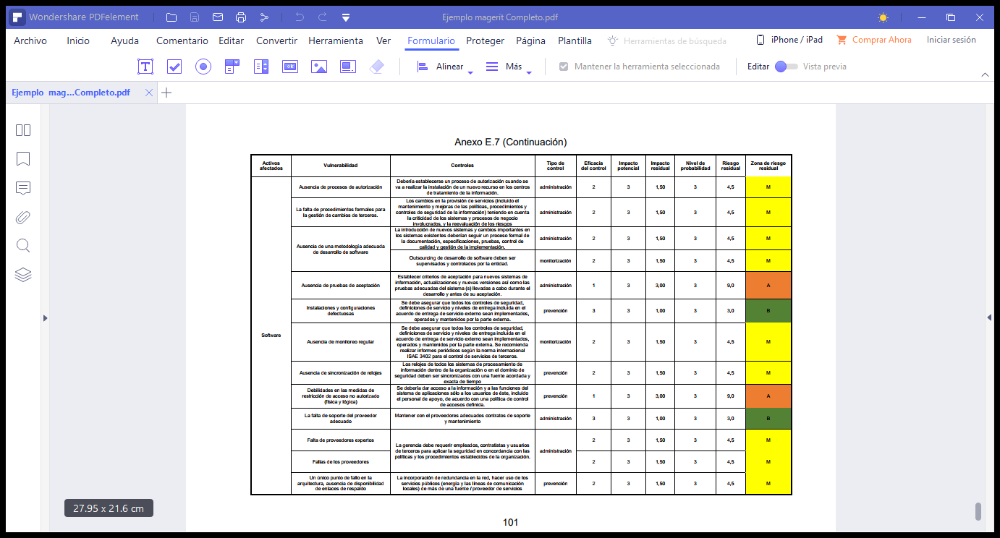 Wondershare PDFelement
Ejemplo magerit Completo.pdf
Archivo Inicio Ayuda Comentario Editar Convertir Herramienta Ver Formulario Proteger Página Plantilla Herramientas de búsqueda iPhone / iPad Comprar Ahora Iniciar sesión
T ok Alinear Más Mantener la herramienta seleccionada Editar Vista previa
Ejemplo mag...Completo.pdf
Anexo E.7 (Continuación)
Activos afectados Vulnerabilidad Controles Tipo de control Eficacia del control Impacto potencial Impacto residual Nivel de probabilidad Riesgo residual Zona de riesgo residual
Software
Ausencia de procesos de autorización
Debería establecerse un proceso de autorización cuando se
va a realizar la instalación de un nuevo recurso en los centros
de tratamiento de la información.
administración 2 3 1,50 3 4,5 M
La falta de procedimientos formales para
la gestión de cambios de terceros.
Los cambios en la provisión de servicios (incluido el
mantenimiento y mejoras de las políticas, procedimientos y
controles de seguridad de la información) teniendo en cuenta
la criticidad de los sistemas y procesos de negocio
involucrados, y la reevaluación de los riesgos
administración 2 3 1,50 3 4,5 M
Ausencia de una metodología adecuada
de desarrollo de software
La introducción de nuevos sistemas y cambios importantes en
los sistemas existentes deberían seguir un proceso formal de
la documentación, especificaciones, pruebas, control de
calidad y gestión de la implementación.
administración 2 3 1,50 3 4,5 M
Outsourcing de desarrollo de software deben ser
supervisados y controlados por la entidad.
monitorización 2 3 1,50 3 4,5 M
Ausencia de pruebas de aceptación
Establecer criterios de aceptación para nuevos sistemas de
información, actualizaciones y nuevas versiones así como las
pruebas adecuadas del sistema (s) llevadas a cabo durante el
desarrollo y antes de su aceptación.
administración 1 3 3,00 3 9,0 A
Instalaciones y configuraciones
defectuosas
Se debe asegurar que todos los controles de seguridad,
definiciones de servicio y niveles de entrega incluida en el
acuerdo de entrega de servicio externo sean implementados,
operados y mantenidos por la parte externa.
prevención 3 3 1,00 3 3,0 B
Ausencia de monitoreo regular
Se debe asegurar que todos los controles de seguridad,
definiciones de servicio y niveles de entrega incluida en el
acuerdo de entrega de servicio externo sean implementados,
operados y mantenidos por la parte externa. Se recomienda
realizar informes periódicos según la norma internacional
ISAE 3402 para el control de servicios de terceros.
monitorización 2 3 1,50 3 4,5 M
Ausencia de sincronización de relojes
Los relojes de todos los sistemas de procesamiento de
información dentro de la organización o en el dominio de
seguridad deben ser sincronizados con una fuente acordada y
exacta de tiempo
prevención 2 3 1,50 3 4,5 M
Debilidades en las medidas de
restricción de acceso no autorizado
(física y lógica)
Se debería dar acceso a la información y a las funciones del
sistema de aplicaciones sólo a los usuarios de éste, incluido
el personal de apoyo, de acuerdo con una política de control
de accesos definida.
prevención 1 3 3,00 3 9,0 A
La falta de soporte del proveedor
adecuado
Mantener con el proveedores adecuados contratos de soporte
y mantenimiento
administración 3 3 1,00 3 3,0 B
Falta de proveedores expertos
La gerencia debe requerir empleados, contratistas y usuarios
de terceros para aplicar la seguridad en concordancia con las
políticas y los procedimientos establecidos de la organización.
administración 2 3 1,50 3 4,5 M
Fallas de los proveedores
2 3 1,50 3 4,5 M
Un único punto de fallo en la
arquitectura, ausencia de disponibilidad
de enlaces de respaldo
La incorporación de redundancia en la red, hacer uso de los
servicios públicos (energía y las líneas de comunicación
locales) de más de una fuente / proveedor de servicios
prevención 2 3 1,50 3 4,5 M
27.95 x 21.6 cm
101